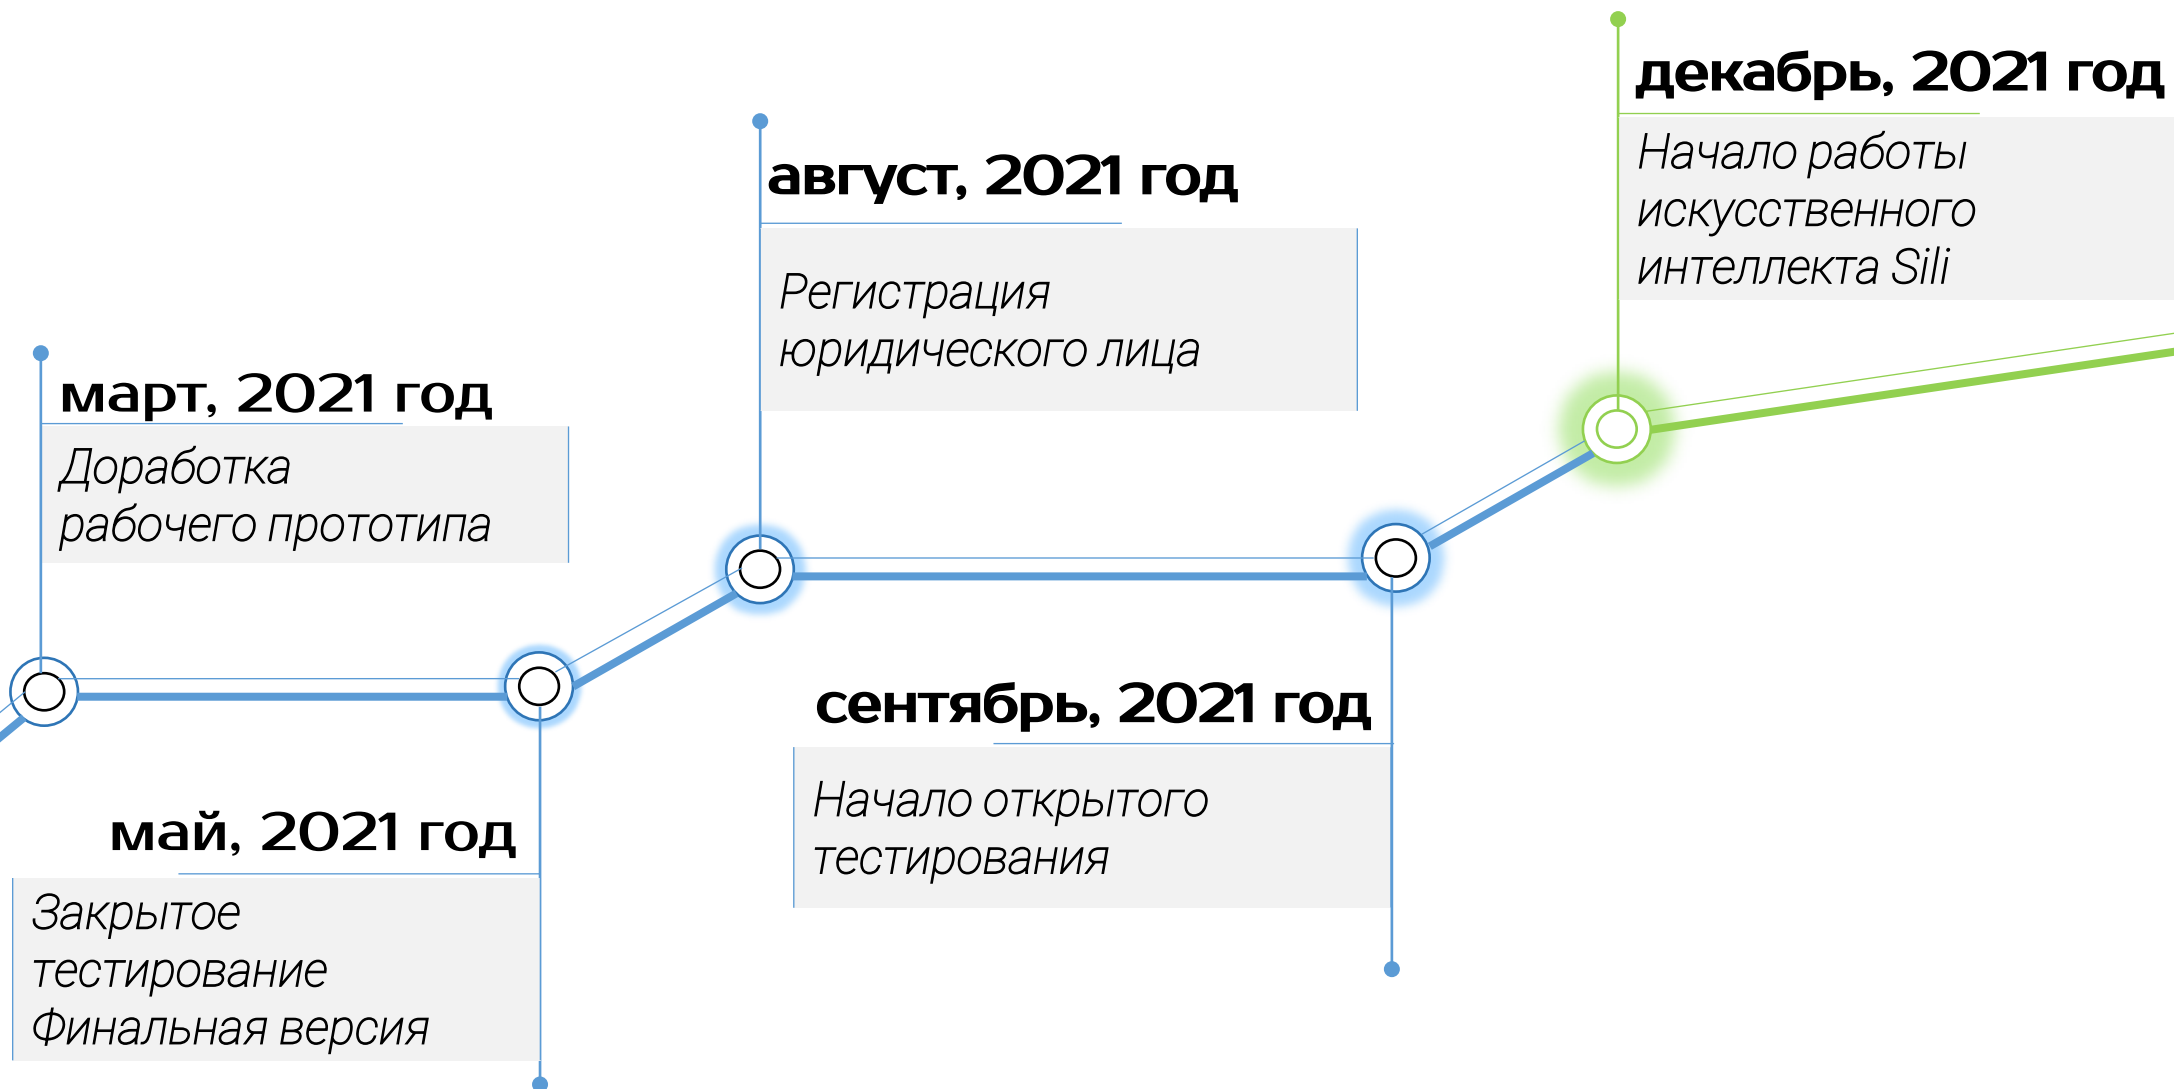 март, 2021 год
Доработка
рабочего прототипа
май, 2021 год
Закрытое
тестирование
Финальная версия
август, 2021 год
Регистрация
юридического лица
сентябрь, 2021 год
Начало открытого
тестирования
декабрь, 2021 год
Начало работы
искусственного
интеллекта Sili